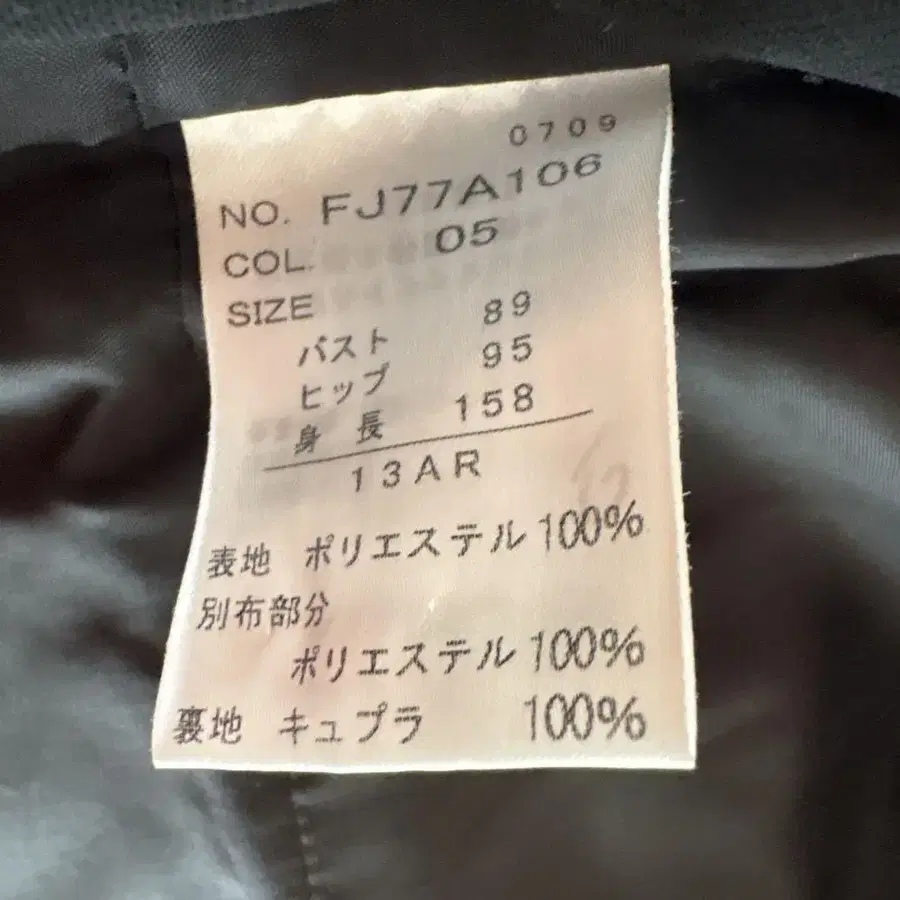 0709
NO. FJ77A106
COL. 05
SIZE
バスト 89
ヒップ 95
身長 158
13AR
表地 ポリエステル100%
別布部分
ポリエステル100%
裏地 キュプラ 100%